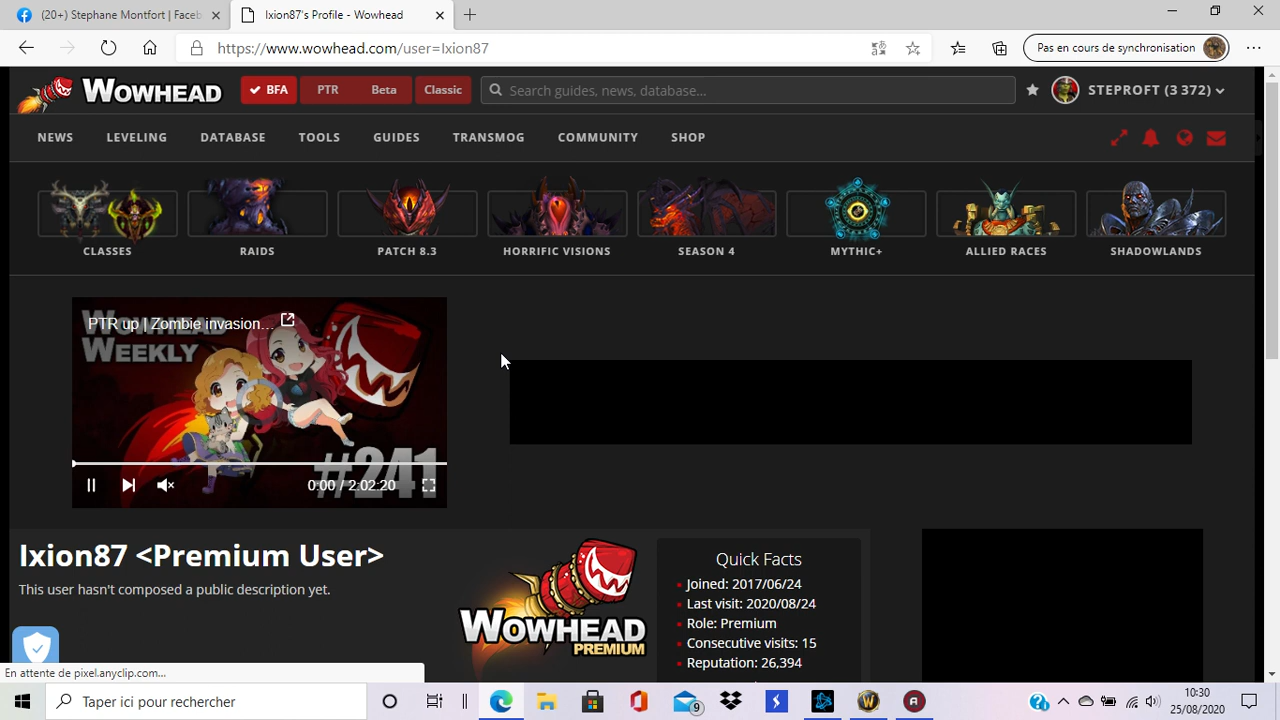 (20+) Stephane Montfort | Faceb
Ixion87's Profile - Wowhead
https://www.wowhead.com/user=Ixion87
Pas en cours de synchronisation
WOWHEAD
BFA PTR Beta Classic
Search guides, news, database...
STEPROFT (3 372)
NEWS LEVELING DATABASE TOOLS GUIDES TRANSMOG COMMUNITY SHOP
CLASSES RAIDS PATCH 8.3 HORRIFIC VISIONS SEASON 4 MYTHIC+ ALLIED RACES SHADOWLANDS
PTR up | Zombie invasion...
WOWHEAD
WEEKLY
#241
0:00 / 2:02:20
Ixion87 <Premium User>
This user hasn't composed a public description yet.
WOWHEAD
PREMIUM
Quick Facts
Joined: 2017/06/24
Last visit: 2020/08/24
Role: Premium
Consecutive visits: 15
Reputation: 26,394
En attente de pixel.anyclip.com...
Taper ici pour rechercher
9
10:30
25/08/2020